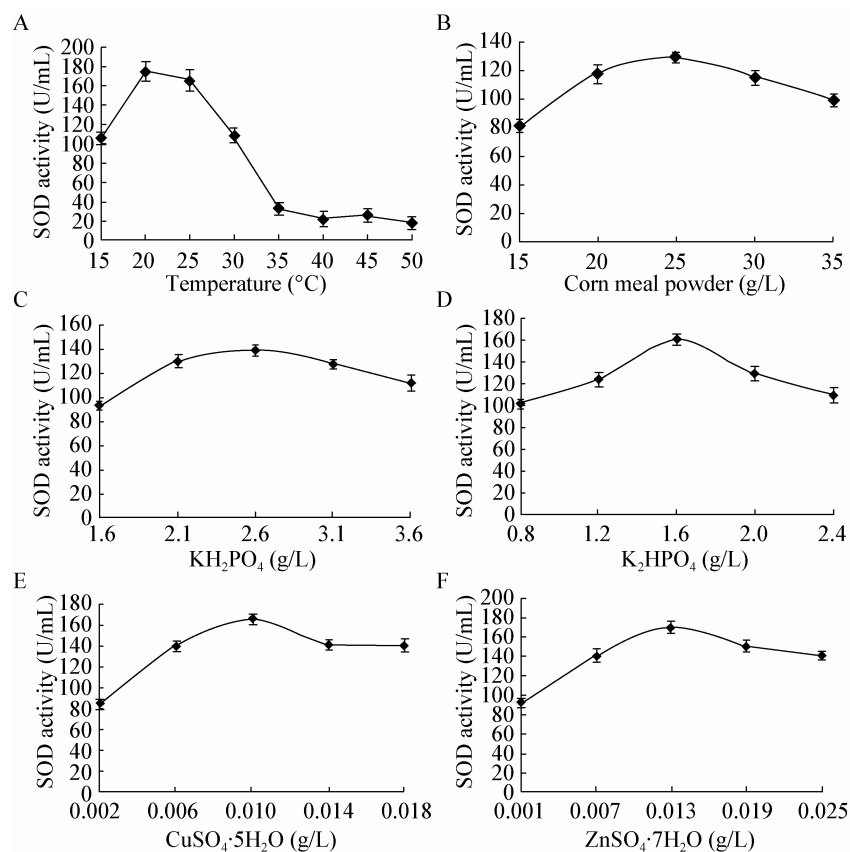 A
SOD activity (U/mL)
200
180
160
140
120
100
80
60
40
20
0
15 20 25 30 35 40 45 50
Temperature (°C)
B
SOD activity (U/mL)
140
120
100
80
60
40
20
0
15 20 25 30 35
Corn meal powder (g/L)
C
SOD activity (U/mL)
160
140
120
100
80
60
40
20
0
1.6 2.1 2.6 3.1 3.6
KH₂PO₄ (g/L)
D
SOD activity (U/mL)
180
160
140
120
100
80
60
40
20
0
0.8 1.2 1.6 2.0 2.4
K₂HPO₄ (g/L)
E
SOD activity (U/mL)
180
160
140
120
100
80
60
40
20
0
0.002 0.006 0.010 0.014 0.018
CuSO₄·5H₂O (g/L)
F
SOD activity (U/mL)
200
180
160
140
120
100
80
60
40
20
0
0.001 0.007 0.013 0.019 0.025
ZnSO₄·7H₂O (g/L)